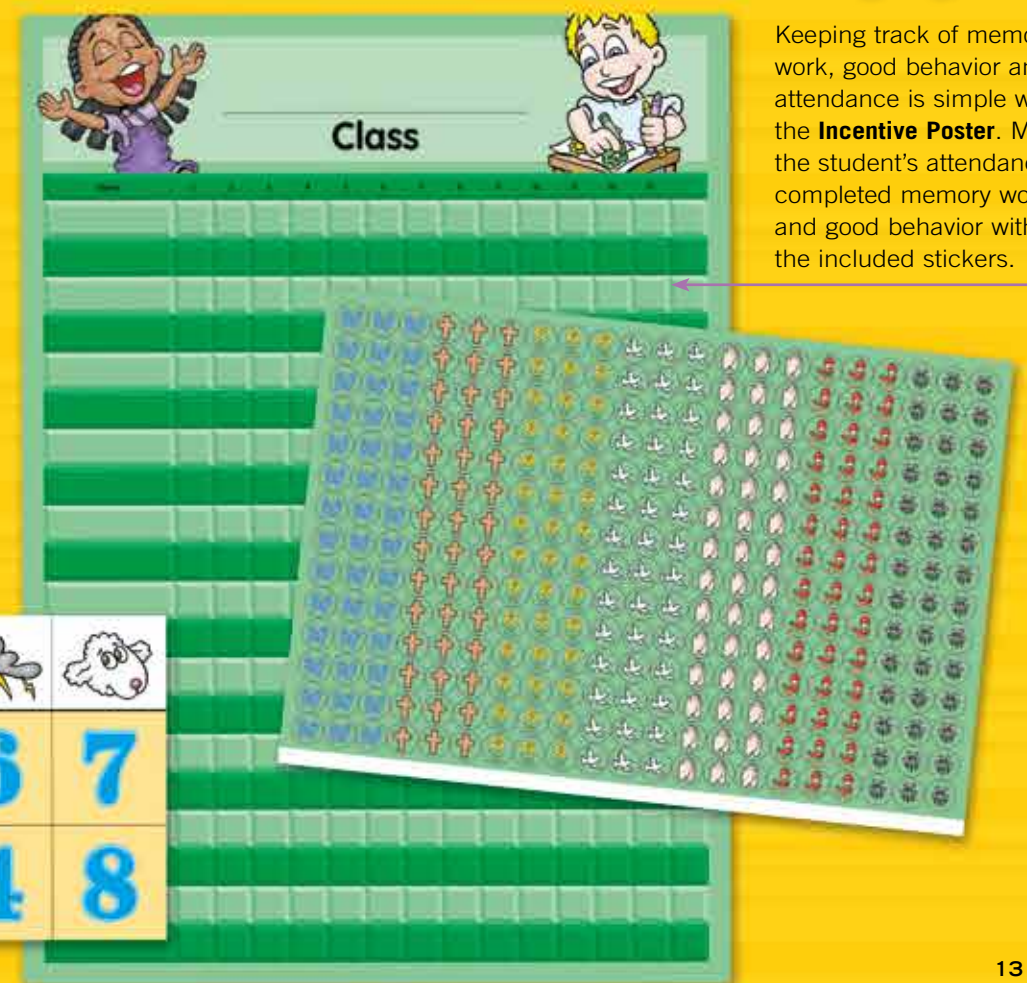 Keeping track of memo
work, good behavior an
attendance is simple w
the Incentive Poster. M
the student's attendanc
completed memory wo
and good behavior with
the included stickers.
Class
7
8
13